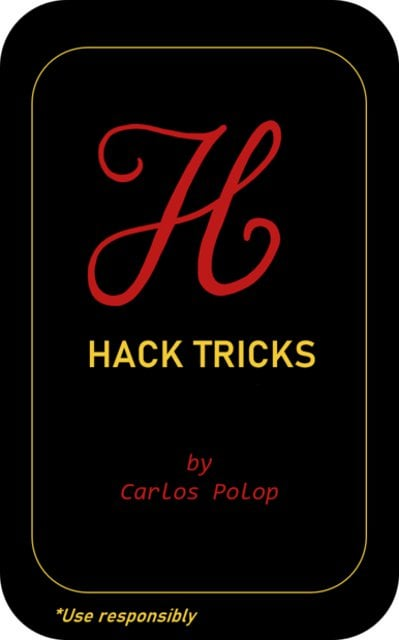 H
HACK TRICKS
by
Carlos Polop
*Use responsibly